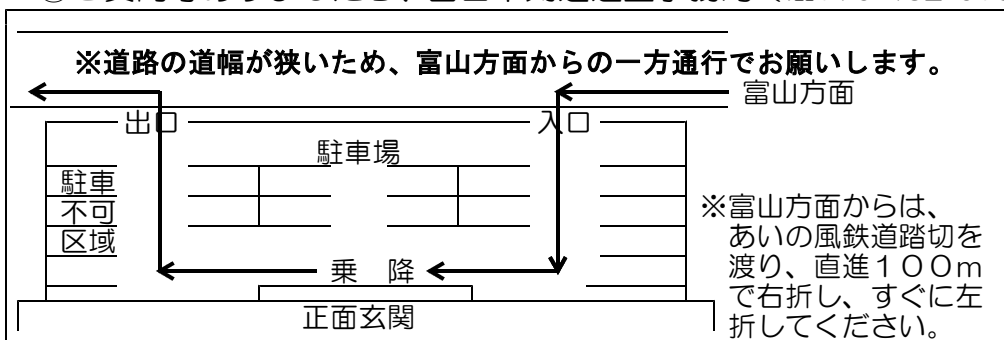 ※道路の道幅が狭いため、富山方面からの一方通行でお願いします。
富山方面
出口
入口
駐車場
駐車
不可
区域
※富山方面からは、
あいの風鉄道踏切を
渡り、直進１００ｍ
で右折し、すぐに左
折してください。
乗　降
正面玄関